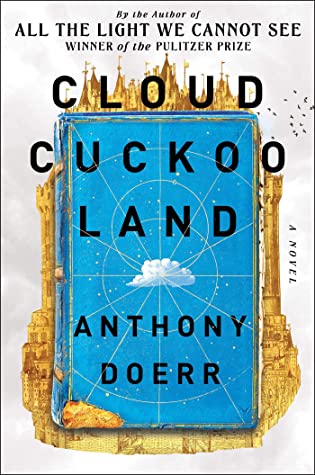 By the Author of
ALL THE LIGHT WE CANNOT SEE
WINNER of the PULITZER PRIZE
CLOUD
CUCKOO
LAND
A NOVEL
ANTHONY
DOERR